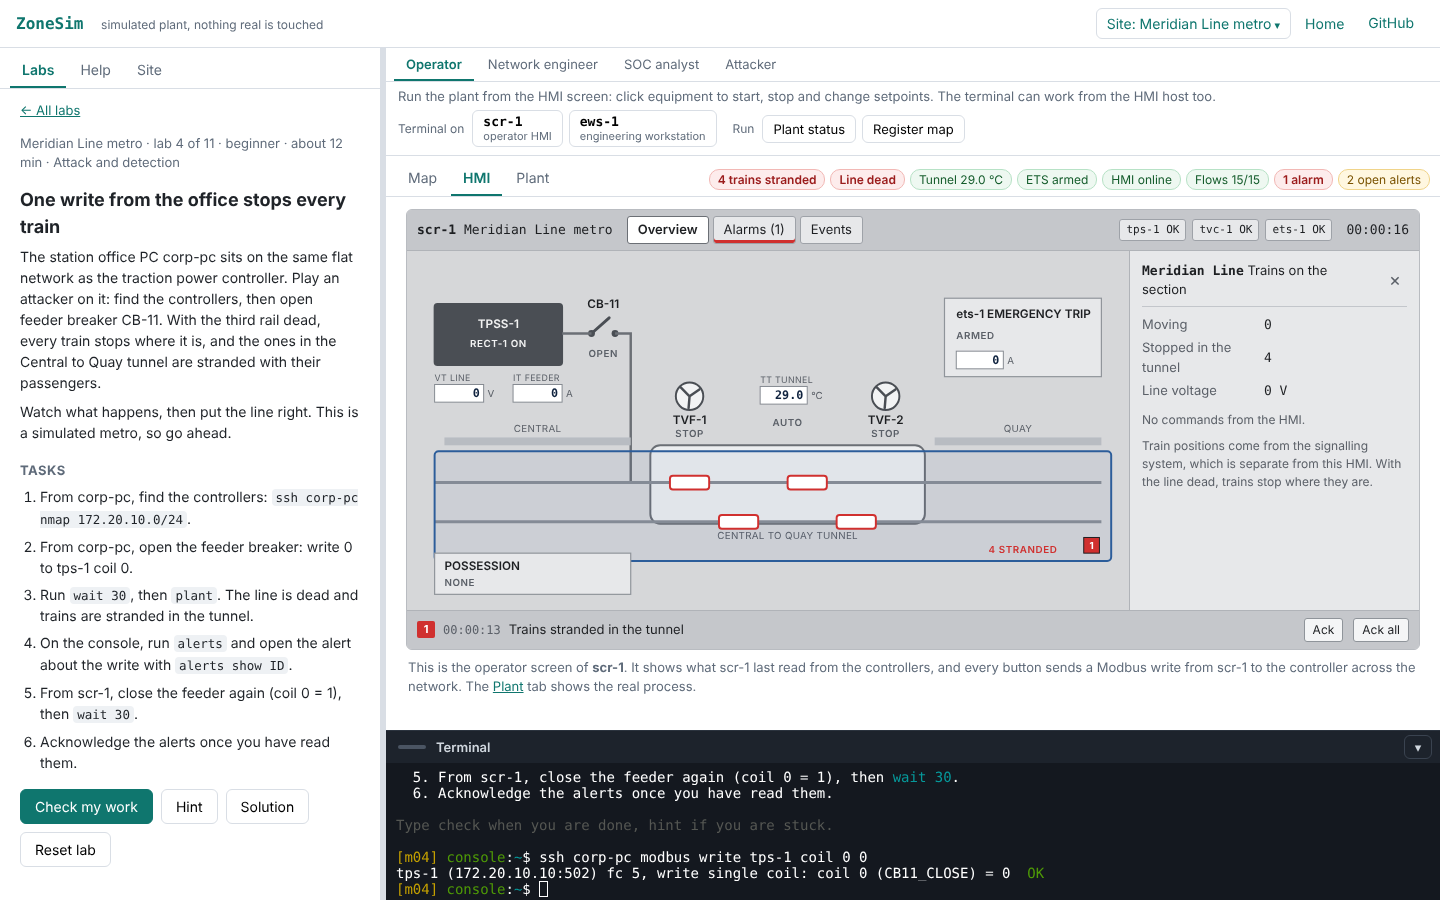 ZoneSim simulated plant, nothing real is touched
Site: Meridian Line metro ▾ Home GitHub
Labs Help Site
← All labs
Meridian Line metro · lab 4 of 11 · beginner · about 12
min · Attack and detection
One write from the office stops every
train
The station office PC corp-pc sits on the same flat
network as the traction power controller. Play an
attacker on it: find the controllers, then open
feeder breaker CB-11. With the third rail dead,
every train stops where it is, and the ones in the
Central to Quay tunnel are stranded with their
passengers.
Watch what happens, then put the line right. This is
a simulated metro, so go ahead.
TASKS
1. From corp-pc, find the controllers: ssh corp-pc
nmap 172.20.10.0/24.
2. From corp-pc, open the feeder breaker: write 0
to tps-1 coil 0.
3. Run wait 30, then plant. The line is dead and
trains are stranded in the tunnel.
4. On the console, run alerts and open the alert
about the write with alerts show ID.
5. From scr-1, close the feeder again (coil 0 = 1),
then wait 30.
6. Acknowledge the alerts once you have read
them.
Check my work Hint Solution
Reset lab
Operator Network engineer SOC analyst Attacker
Run the plant from the HMI screen: click equipment to start, stop and change setpoints. The terminal can work from the HMI host too.
Terminal on scr-1 operator HMI ews-1 engineering workstation Run Plant status Register map
Map HMI Plant
4 trains stranded Line dead Tunnel 29.0 °C ETS armed HMI online Flows 15/15 1 alarm 2 open alerts
scr-1 Meridian Line metro Overview Alarms (1) Events tps-1 OK tvc-1 OK ets-1 OK 00:00:16
TPSS-1
RECT-1 ON
CB-11
OPEN
VT LINE
0 V
IT FEEDER
0 A
ets-1 EMERGENCY TRIP
ARMED
0 A
TVF-1
STOP
TT TUNNEL
29.0 °C
AUTO
TVF-2
STOP
CENTRAL
QUAY
CENTRAL TO QUAY TUNNEL
4 STRANDED 1
POSSESSION
NONE
Meridian Line Trains on the
section
✕
Moving 0
Stopped in the
tunnel 4
Line voltage 0 V
No commands from the HMI.
Train positions come from the signalling
system, which is separate from this HMI. With
the line dead, trains stop where they are.
1 00:00:13 Trains stranded in the tunnel Ack Ack all
This is the operator screen of scr-1. It shows what scr-1 last read from the controllers, and every button sends a Modbus write from scr-1 to the controller across the
network. The Plant tab shows the real process.
Terminal ▾
5. From scr-1, close the feeder again (coil 0 = 1), then wait 30.
6. Acknowledge the alerts once you have read them.
Type check when you are done, hint if you are stuck.
[m04] console:~$ ssh corp-pc modbus write tps-1 coil 0 0
tps-1 (172.20.10.10:502) fc 5, write single coil: coil 0 (CB11_CLOSE) = 0 OK
[m04] console:~$